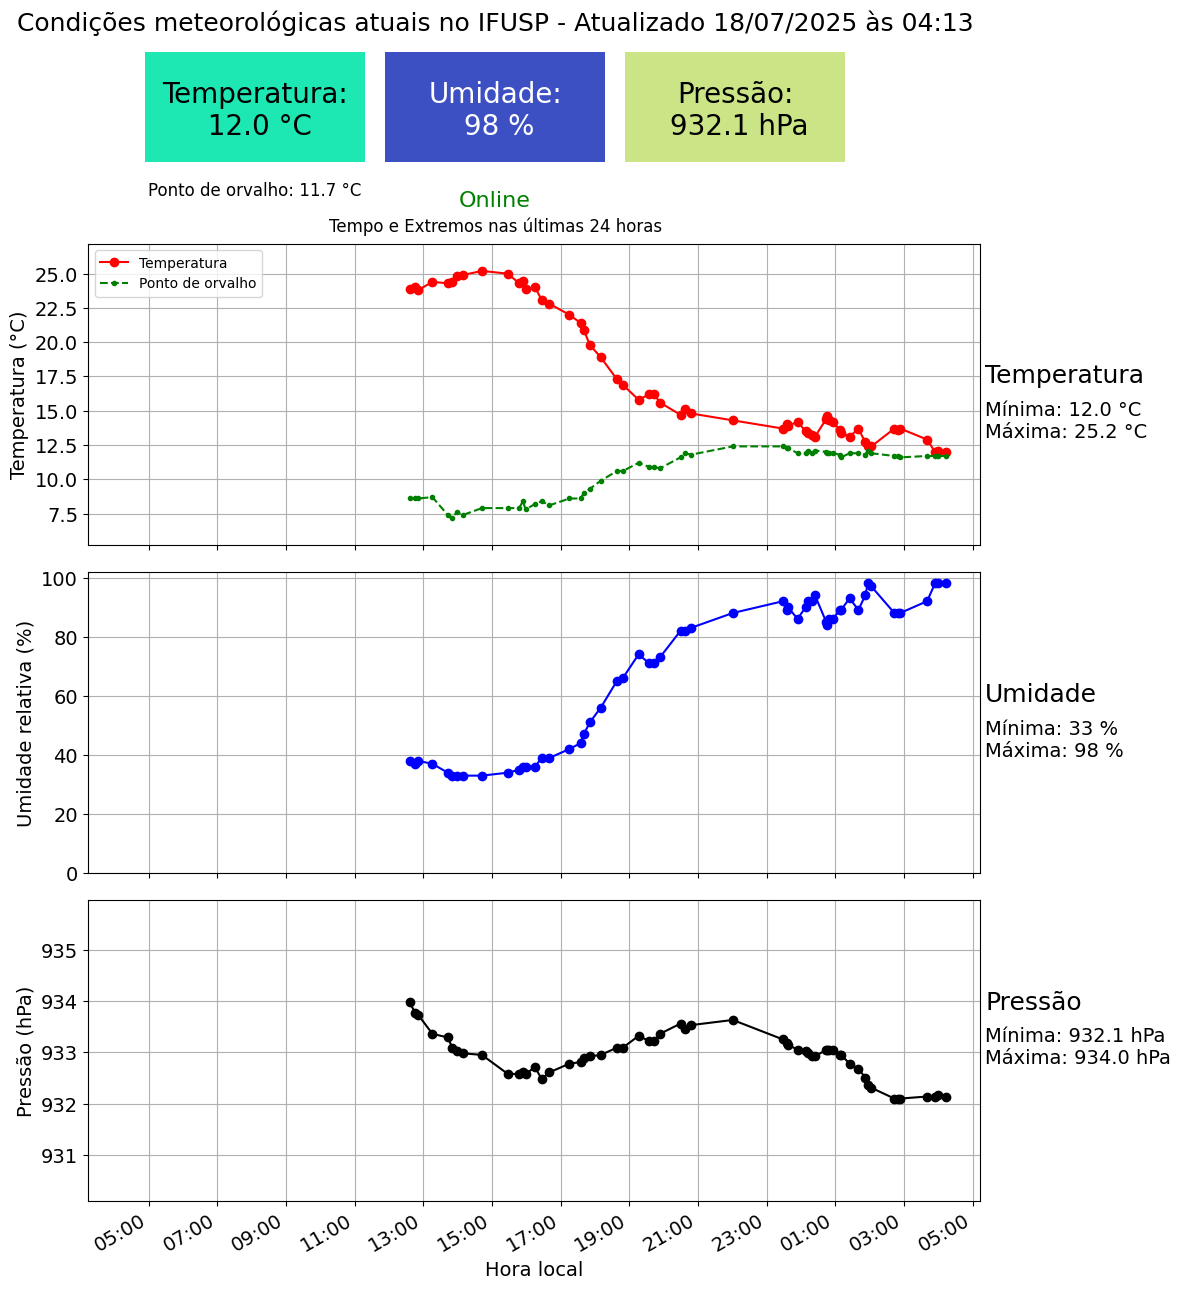 Condições meteorológicas atuais no IFUSP - Atualizado 18/07/2025 às 04:13
Temperatura:
12.0 °C
Umidade:
98 %
Pressão:
932.1 hPa
Ponto de orvalho: 11.7 °C
Online
Tempo e Extremos nas últimas 24 horas
Temperatura
Ponto de orvalho
Temperatura (°C)
25.0
22.5
20.0
17.5
15.0
12.5
10.0
7.5
Temperatura
Mínima: 12.0 °C
Máxima: 25.2 °C
Umidade relativa (%)
100
80
60
40
20
0
Umidade
Mínima: 33 %
Máxima: 98 %
Pressão (hPa)
935
934
933
932
931
Pressão
Mínima: 932.1 hPa
Máxima: 934.0 hPa
05:00
07:00
09:00
11:00
13:00
15:00
17:00
19:00
21:00
23:00
01:00
03:00
05:00
Hora local